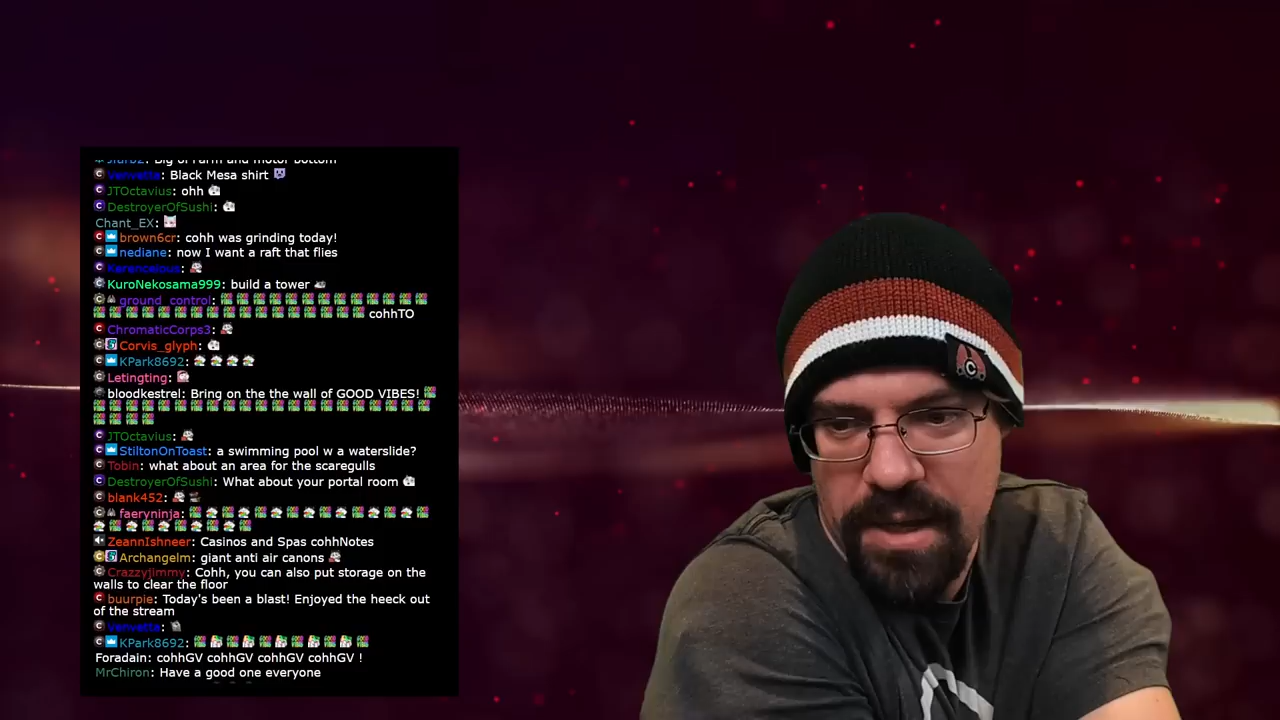 Venvetta: Black Mesa shirt
JTOctavius: ohh
DestroyerOfSushi:
Chant_EX:
brown6cr: cohh was grinding today!
nediane: now I want a raft that flies
KuroNekosama999: build a tower
ground_control:
cohhTO
ChromaticCorps3:
Corvis_glyph:
KPark8692:
Letingting:
bloodkestrel: Bring on the the wall of GOOD VIBES!
JTOctavius:
StiltonOnToast: a swimming pool w a waterslide?
Tobin: what about an area for the scaregulls
DestroyerOfSushi: What about your portal room
blank452:
faeryninja:
ZeannIshneer: Casinos and Spas cohhNotes
Archangelm: giant anti air canons
Crazzyjimmy: Cohh, you can also put storage on the
walls to clear the floor
buurpie: Today's been a blast! Enjoyed the heeck out
of the stream
Venvetta:
KPark8692:
Foradain: cohhGV cohhGV cohhGV cohhGV !
MrChiron: Have a good one everyone